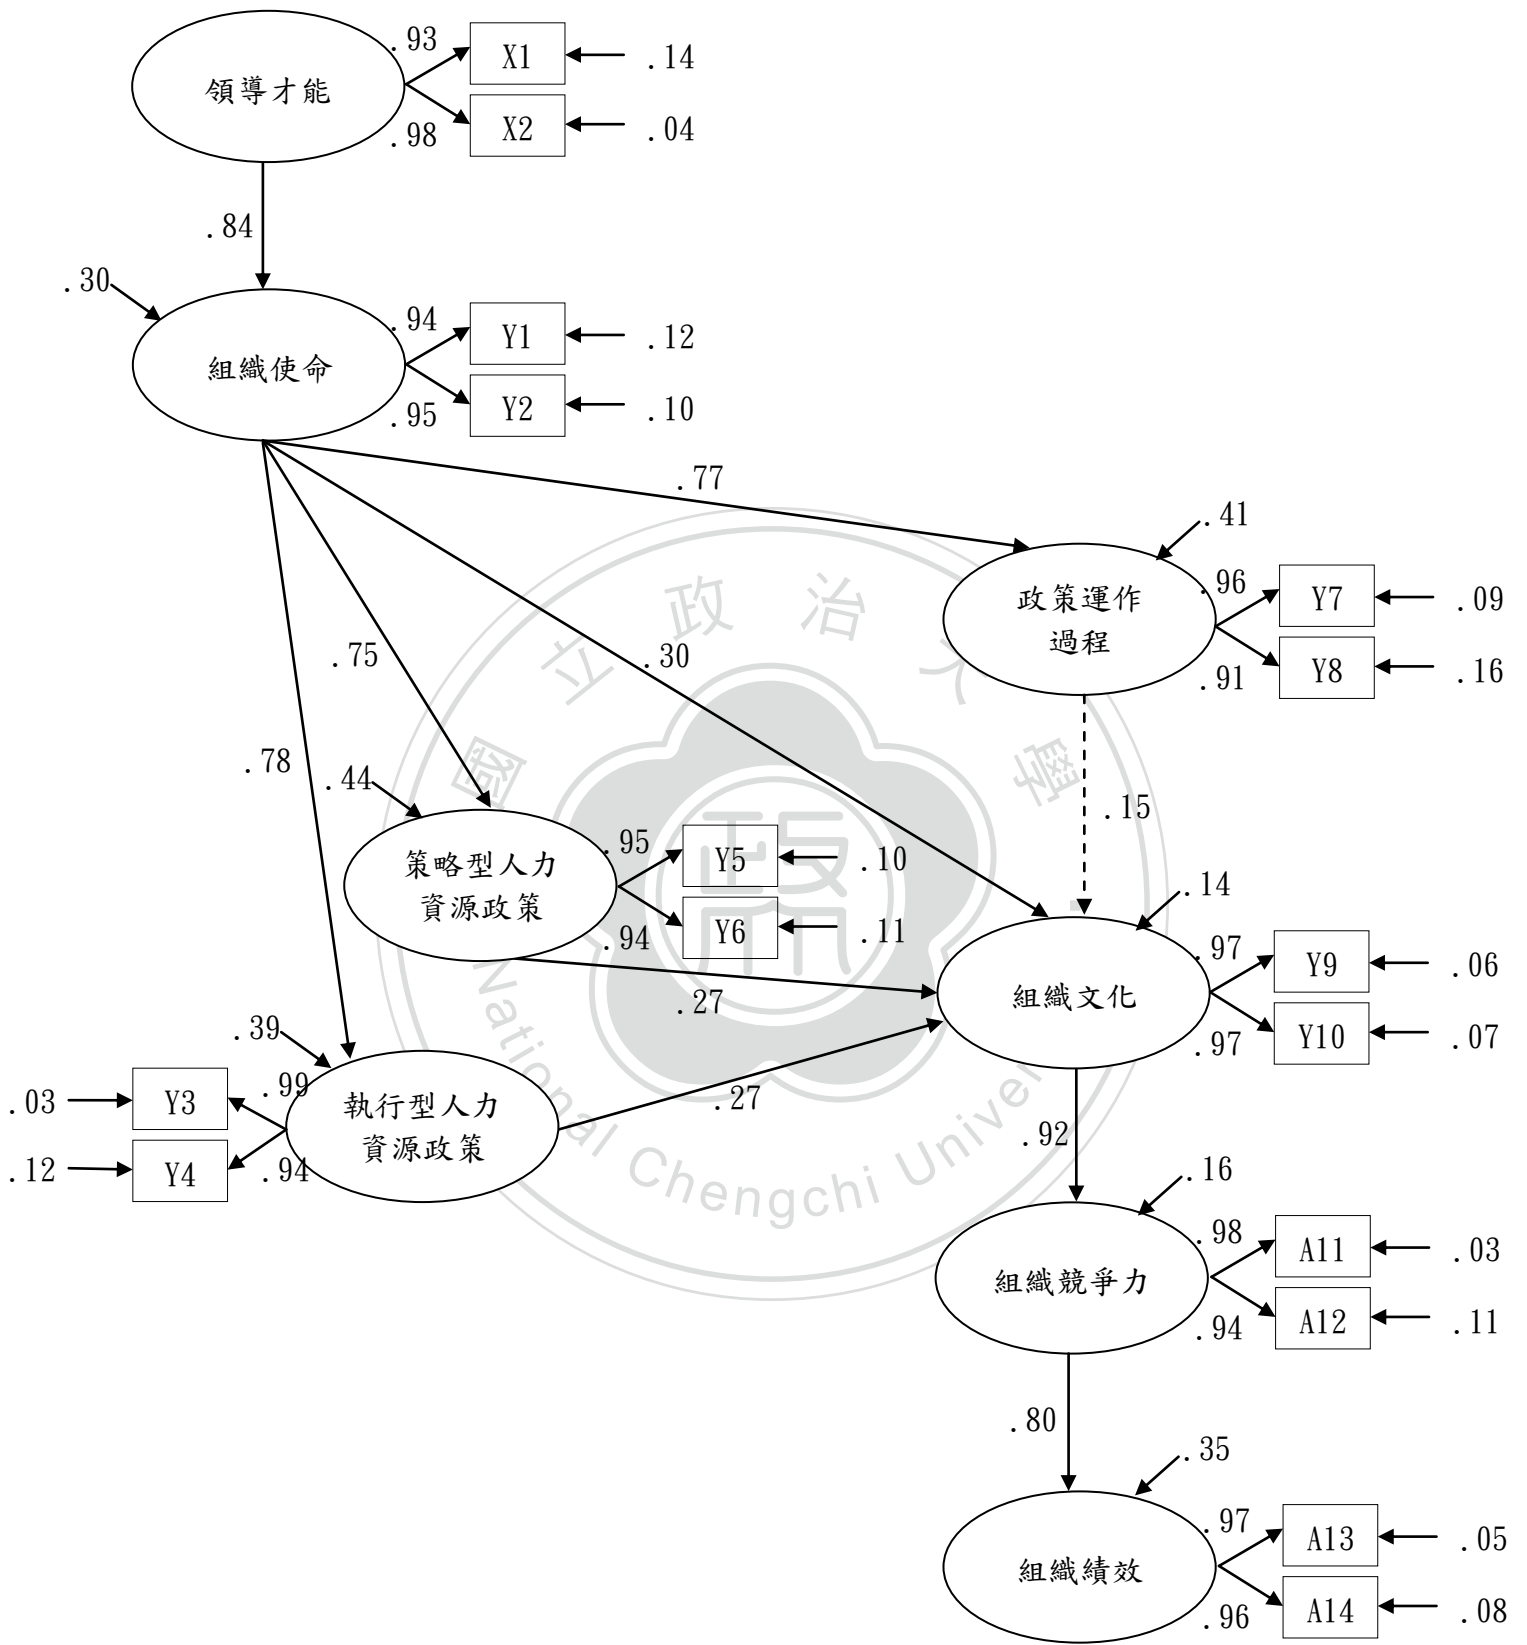 .93
X1
.14
領導才能
.98
X2
.04
.84
.30
.94
Y1
.12
組織使命
.95
Y2
.10
.77
.41
政策運作
過程
.96
Y7
.09
.91
Y8
.16
.75
.30
.78
.44
.15
策略型人力
資源政策
.95
Y5
.10
.94
Y6
.11
.14
.27
組織文化
.97
Y9
.06
.97
Y10
.07
.39
.03
Y3
.99
執行型人力
資源政策
.12
Y4
.94
.27
.92
.16
組織競爭力
.98
A11
.03
.94
A12
.11
.80
.35
組織績效
.97
A13
.05
.96
A14
.08
國立政治大學
政
National Chengchi Univer